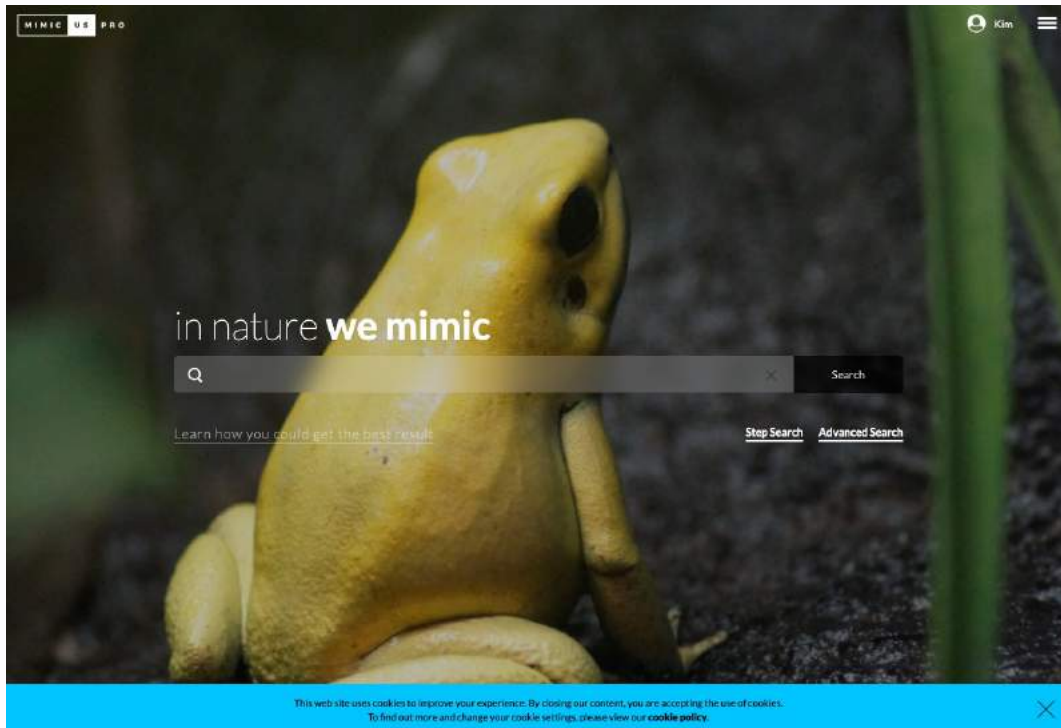 MIMIC US PRO
Kim
in nature we mimic
Search
Learn how you could get the best result
Step Search Advanced Search
This web site uses cookies to improve your experience. By closing our content, you are accepting the use of cookies.
To find out more and change your cookie settings, please view our cookie policy.